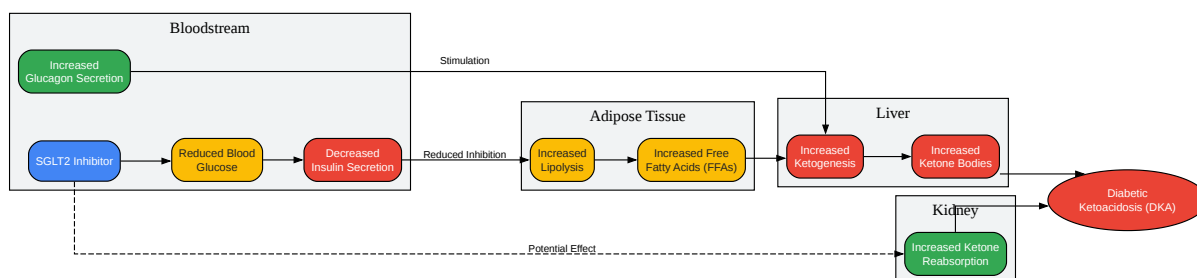 Bloodstream
Increased
Glucagon Secretion
Stimulation
SGLT2 Inhibitor
Reduced Blood
Glucose
Decreased
Insulin Secretion
Reduced Inhibition
Adipose Tissue
Increased
Lipolysis
Increased Free
Fatty Acids (FFAs)
Liver
Increased
Ketogenesis
Increased
Ketone Bodies
Diabetic
Ketoacidosis (DKA)
Kidney
Increased Ketone
Reabsorption
Potential Effect